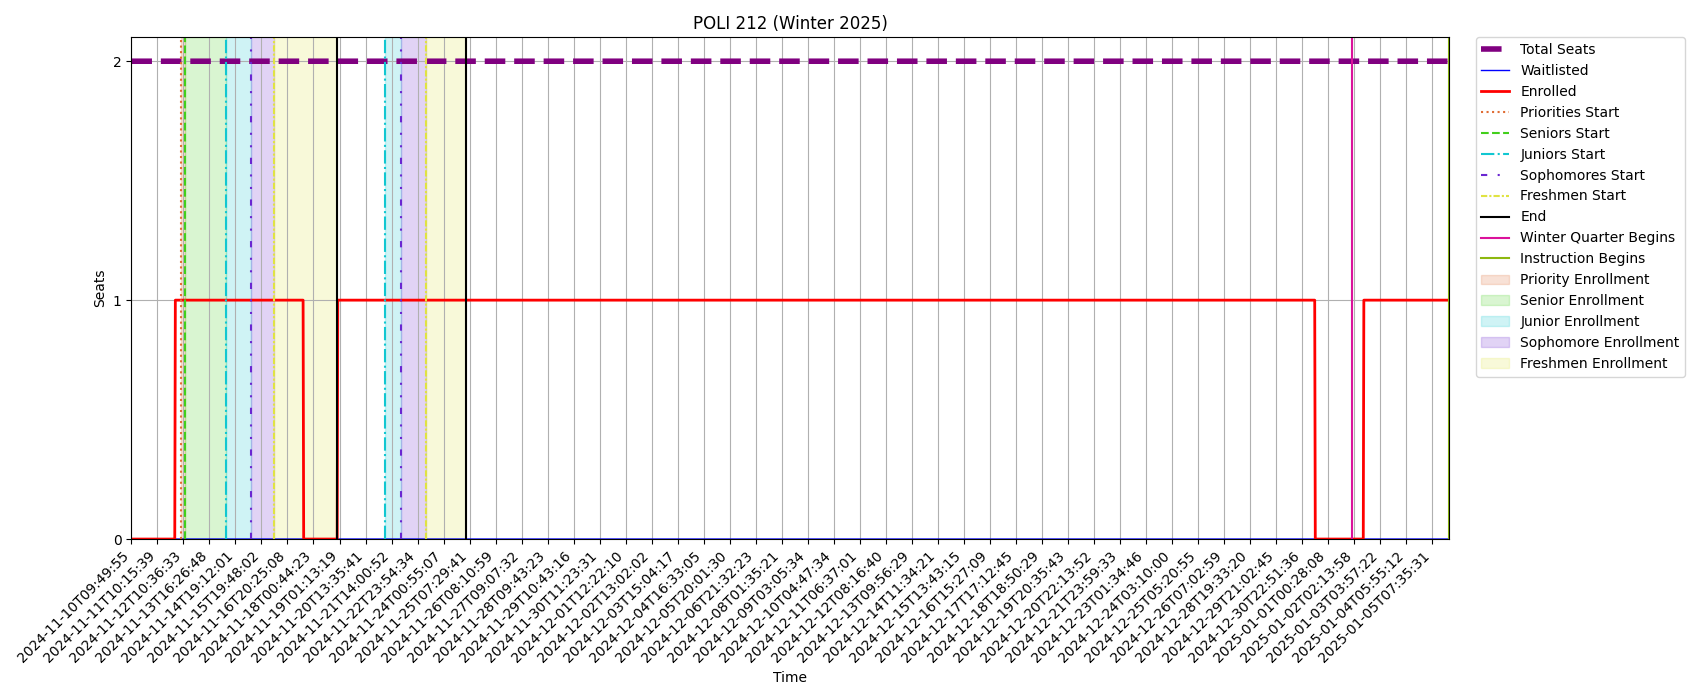 POLI 212 (Winter 2025)
Seats
2
1
0
2024-11-10T09:49:55
2024-11-11T10:15:39
2024-11-12T10:36:33
2024-11-13T16:26:48
2024-11-14T19:12:01
2024-11-15T19:48:02
2024-11-16T20:25:08
2024-11-18T00:44:23
2024-11-19T01:13:19
2024-11-20T13:35:41
2024-11-21T14:00:52
2024-11-22T23:54:34
2024-11-24T00:55:07
2024-11-25T07:29:41
2024-11-26T08:10:59
2024-11-27T09:07:32
2024-11-28T09:43:23
2024-11-29T10:43:16
2024-11-30T11:23:31
2024-12-01T12:22:10
2024-12-02T13:02:02
2024-12-03T15:04:17
2024-12-04T16:33:05
2024-12-05T20:01:30
2024-12-06T21:32:23
2024-12-08T01:35:21
2024-12-09T03:05:34
2024-12-10T04:47:34
2024-12-11T06:37:01
2024-12-12T08:16:40
2024-12-13T09:56:29
2024-12-14T11:34:21
2024-12-15T13:43:15
2024-12-16T15:27:09
2024-12-17T17:12:45
2024-12-18T18:50:29
2024-12-19T20:35:43
2024-12-20T22:13:52
2024-12-21T23:59:33
2024-12-23T01:34:46
2024-12-24T03:10:00
2024-12-25T05:20:55
2024-12-26T07:02:59
2024-12-28T19:33:20
2024-12-29T21:02:45
2024-12-30T22:51:36
2025-01-01T00:28:08
2025-01-02T02:13:58
2025-01-03T03:57:22
2025-01-04T05:55:12
2025-01-05T07:35:31
Time
Total Seats
Waitlisted
Enrolled
Priorities Start
Seniors Start
Juniors Start
Sophomores Start
Freshmen Start
End
Winter Quarter Begins
Instruction Begins
Priority Enrollment
Senior Enrollment
Junior Enrollment
Sophomore Enrollment
Freshmen Enrollment